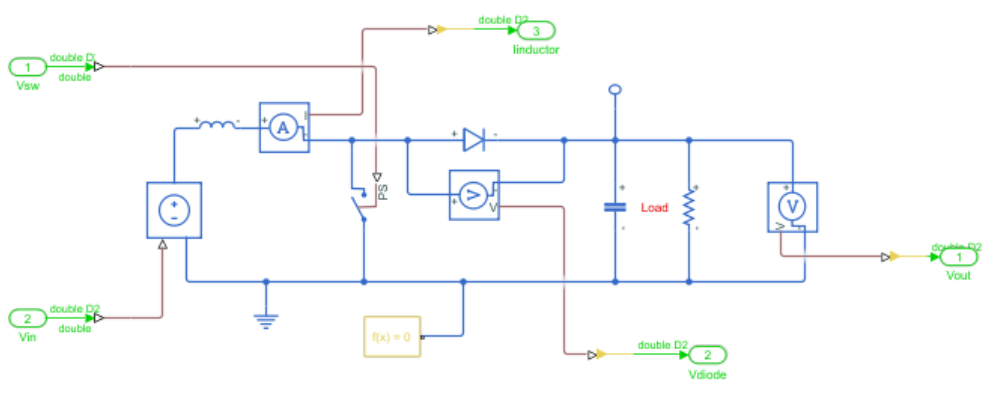 double D2
3
Iinductor
double D'
1
double
Vsw
+
-
+
A
I
+
-
PS
+
V
-
V
+
-
+
-
Load
+
-
+
V
V
-
double D2
1
Vout
double D2
2
double
Vin
f(x) = 0
double D2
2
Vdiode